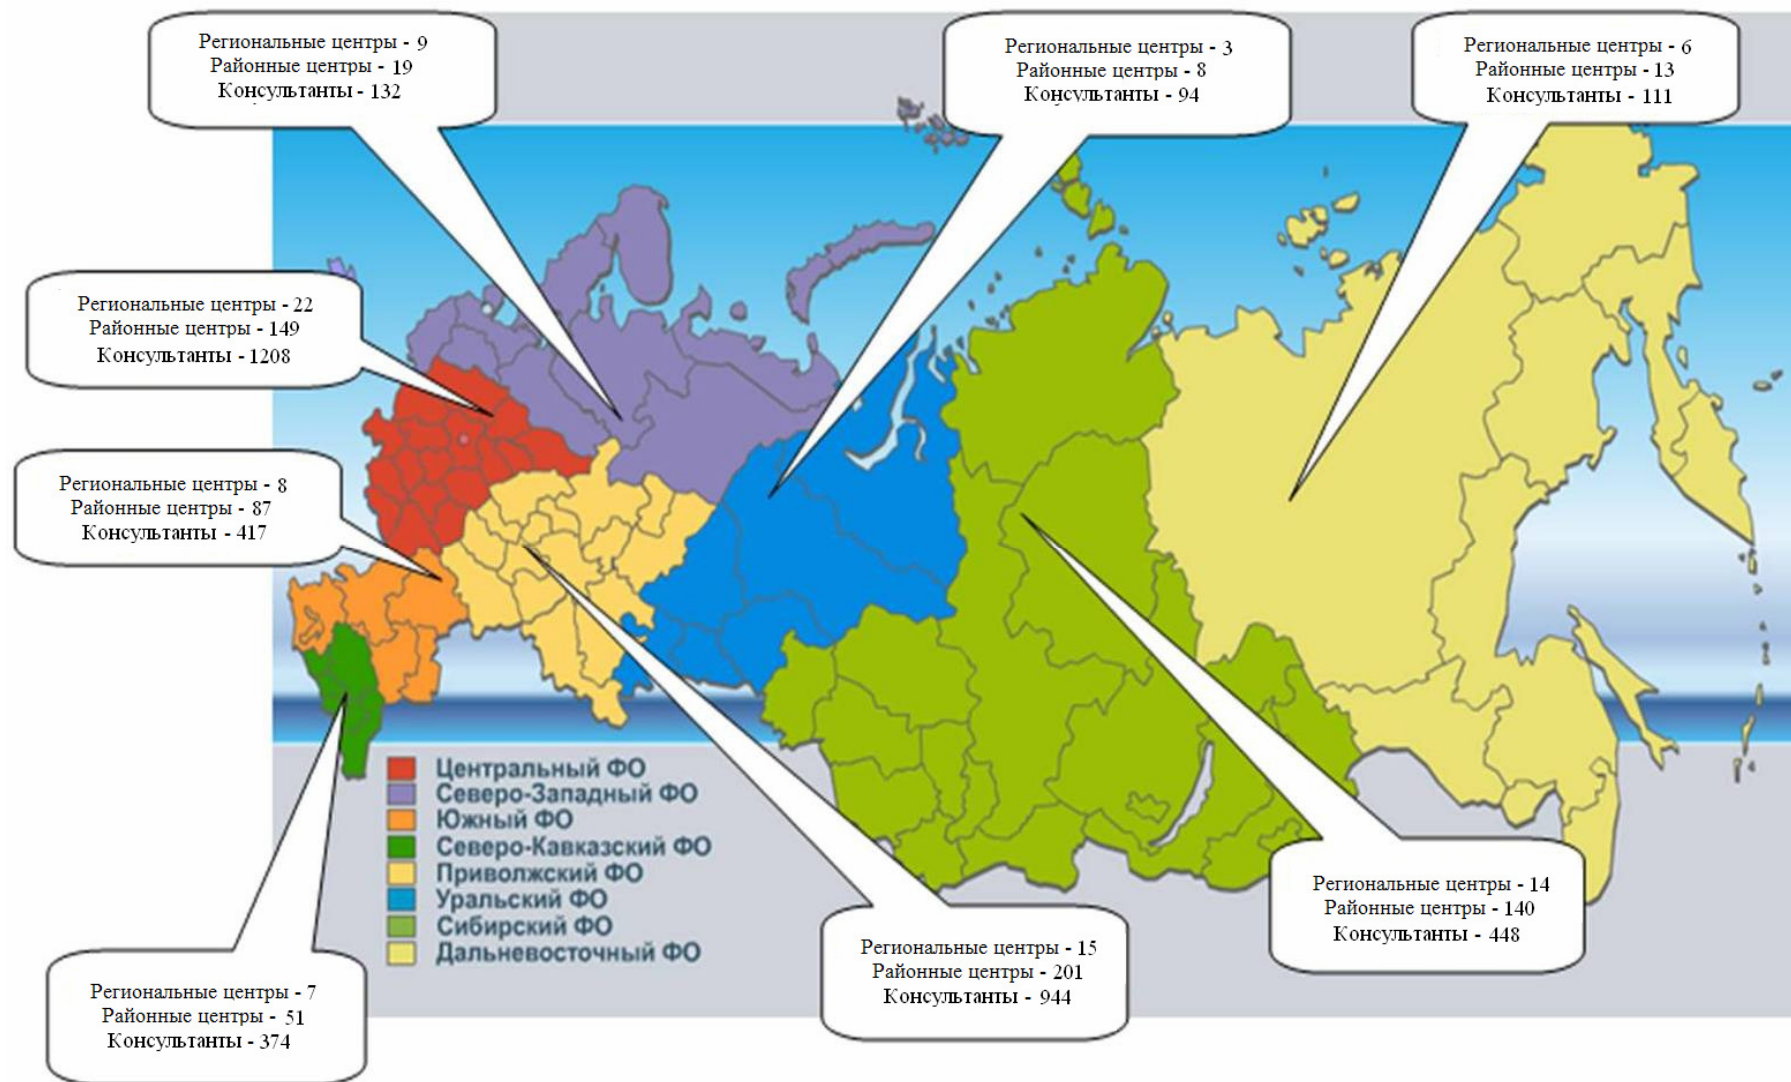 Региональные центры - 9
Районные центры - 19
Консультанты - 132
Региональные центры - 3
Районные центры - 8
Консультанты - 94
Региональные центры - 6
Районные центры - 13
Консультанты - 111
Региональные центры - 22
Районные центры - 149
Консультанты - 1208
Региональные центры - 8
Районные центры - 87
Консультанты - 417
Центральный ФО
Северо-Западный ФО
Южный ФО
Северо-Кавказский ФО
Приволжский ФО
Уральский ФО
Сибирский ФО
Дальневосточный ФО
Региональные центры - 14
Районные центры - 140
Консультанты - 448
Региональные центры - 15
Районные центры - 201
Консультанты - 944
Региональные центры - 7
Районные центры - 51
Консультанты - 374